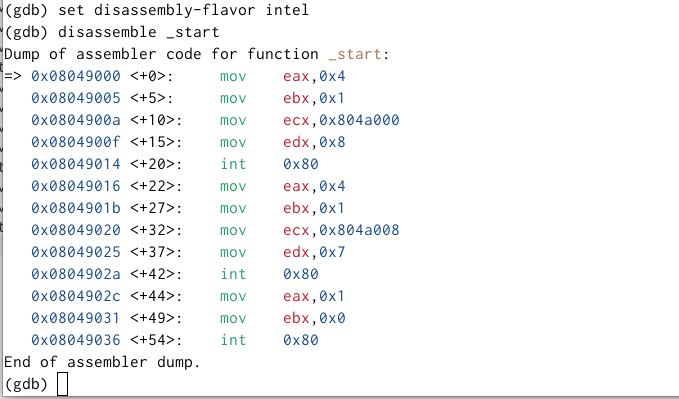 (gdb) set disassembly-flavor intel
(gdb) disassemble _start
Dump of assembler code for function _start:
=> 0x08049000 <+0>:     mov    eax,0x4
   0x08049005 <+5>:     mov    ebx,0x1
   0x0804900a <+10>:    mov    ecx,0x804a000
   0x0804900f <+15>:    mov    edx,0x8
   0x08049014 <+20>:    int    0x80
   0x08049016 <+22>:    mov    eax,0x4
   0x0804901b <+27>:    mov    ebx,0x1
   0x08049020 <+32>:    mov    ecx,0x804a008
   0x08049025 <+37>:    mov    edx,0x7
   0x0804902a <+42>:    int    0x80
   0x0804902c <+44>:    mov    eax,0x1
   0x08049031 <+49>:    mov    ebx,0x0
   0x08049036 <+54>:    int    0x80
End of assembler dump.
(gdb)